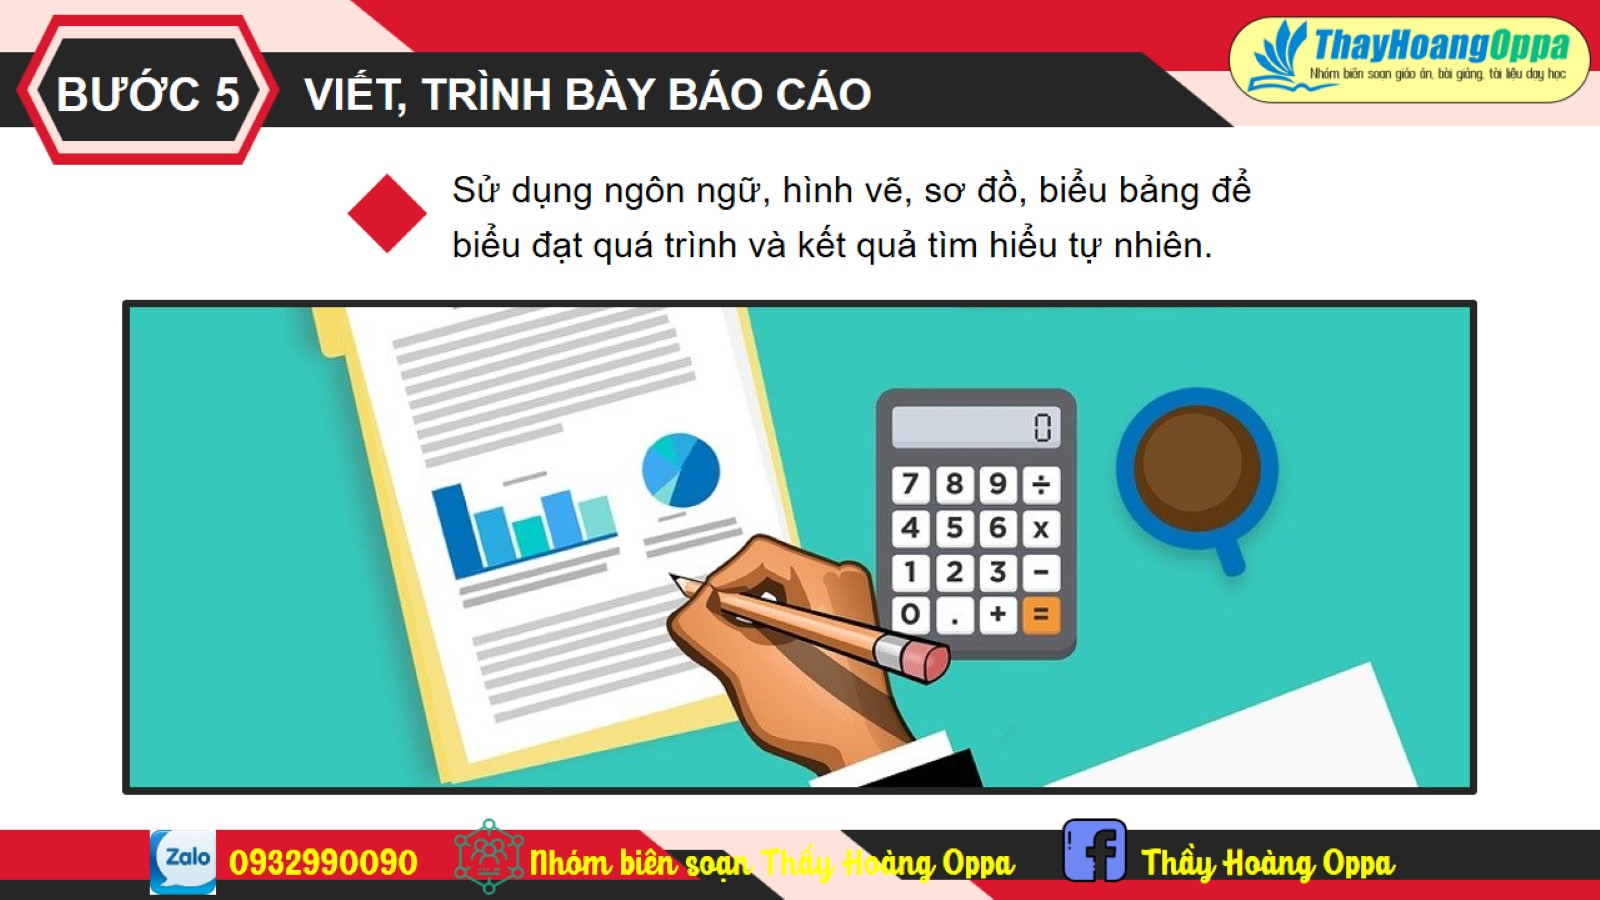 BƯỚC 5
VIẾT, TRÌNH BÀY BÁO CÁO
ThayHoangOppa
Nhóm biên soạn giáo án, bài giảng, tài liệu dạy học
Sử dụng ngôn ngữ, hình vẽ, sơ đồ, biểu bảng để
biểu đạt quá trình và kết quả tìm hiểu tự nhiên.
0
7 8 9 ÷
4 5 6 x
1 2 3 −
0 . + =
Zalo
0932990090
Nhóm biên soạn Thầy Hoàng Oppa
f
Thầy Hoàng Oppa